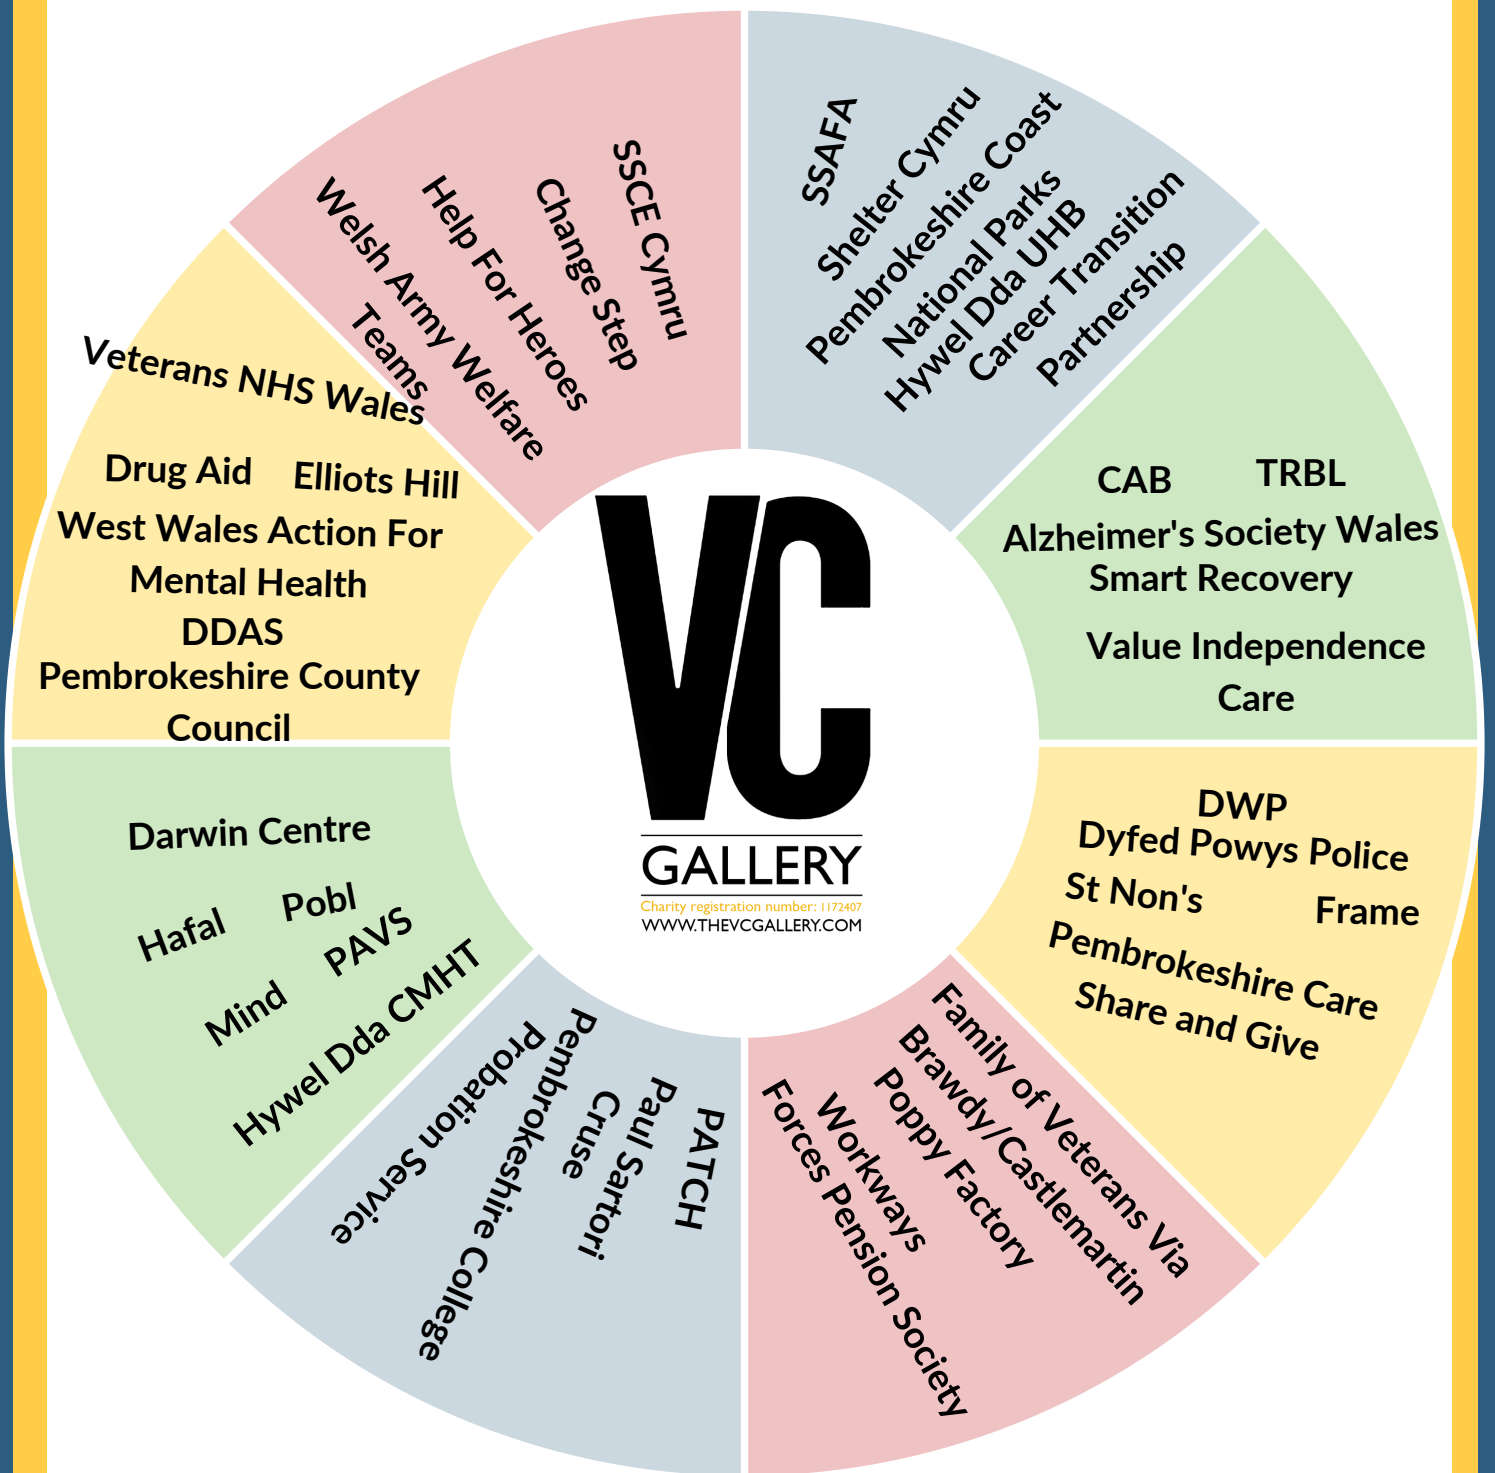 SSAFA
Shelter Cymru
Pembrokeshire Coast
National Parks
Hywel Dda UHB
Career Transition
Partnership
CAB
TRBL
Alzheimer's Society Wales
Smart Recovery
Value Independence
Care
DWP
Dyfed Powys Police
St Non's
Frame
Pembrokeshire Care
Share and Give
Family of Veterans Via
Brawdy/Castlemartin
Poppy Factory
Workways
Forces Pension Society
PATCH
Paul Sartori
Cruse
Pembrokeshire College
Probation Service
Darwin Centre
Hafal
Pobl
PAVS
Mind
Hywel Dda CMHT
Veterans NHS Wales
Drug Aid
Elliots Hill
West Wales Action For
Mental Health
DDAS
Pembrokeshire County
Council
Welsh Army Welfare
Teams
Help For Heroes
Change Step
SSCE Cymru
VC
GALLERY
Charity registration number: 1172407
WWW.THEVCGALLERY.COM